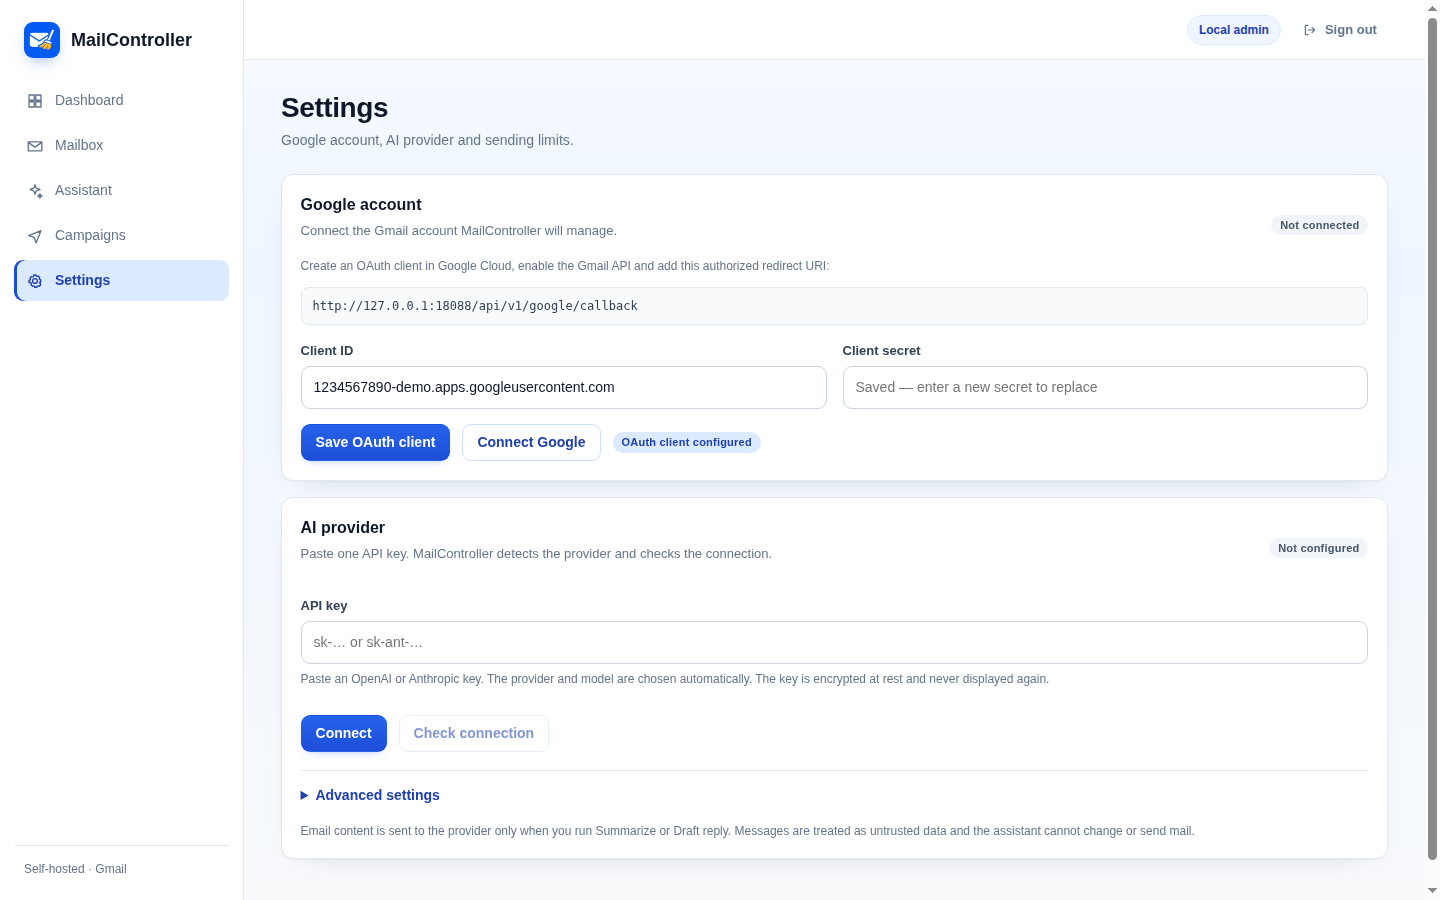 MailController
Local admin
Sign out
Dashboard
Mailbox
Assistant
Campaigns
Settings
Settings
Google account, AI provider and sending limits.
Google account
Connect the Gmail account MailController will manage.
Not connected
Create an OAuth client in Google Cloud, enable the Gmail API and add this authorized redirect URI:
http://127.0.0.1:18088/api/v1/google/callback
Client ID
Client secret
1234567890-demo.apps.googleusercontent.com
Saved — enter a new secret to replace
Save OAuth client
Connect Google
OAuth client configured
AI provider
Paste one API key. MailController detects the provider and checks the connection.
Not configured
API key
sk-… or sk-ant-…
Paste an OpenAI or Anthropic key. The provider and model are chosen automatically. The key is encrypted at rest and never displayed again.
Connect
Check connection
Advanced settings
Email content is sent to the provider only when you run Summarize or Draft reply. Messages are treated as untrusted data and the assistant cannot change or send mail.
Self-hosted · Gmail